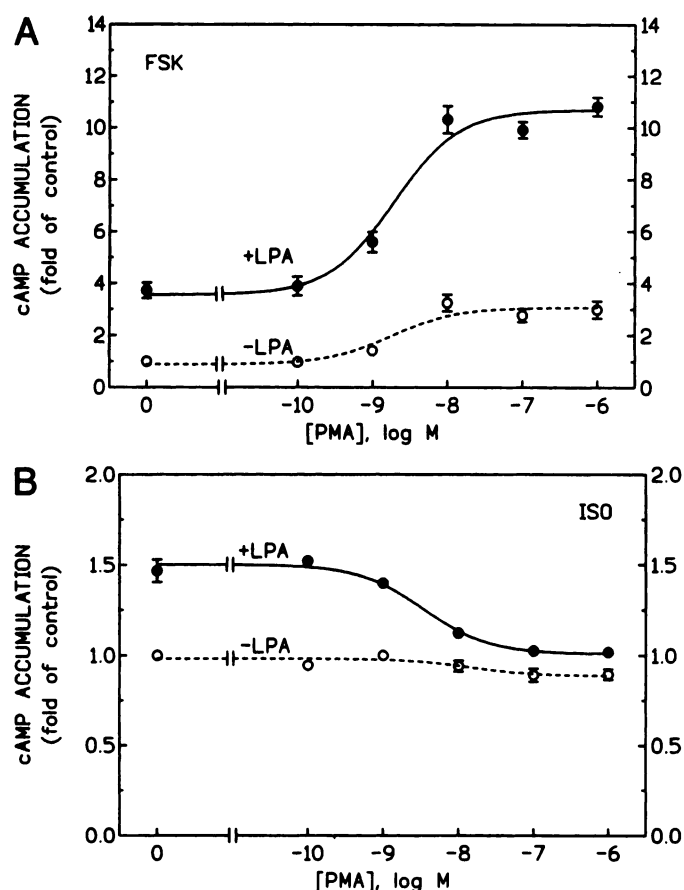 A
FSK
cAMP ACCUMULATION
(fold of control)
14 12 10 8 6 4 2 0
+LPA
-LPA
14 12 10 8 6 4 2 0
0 -10 -9 -8 -7 -6
[PMA], log M
B
ISO
cAMP ACCUMULATION
(fold of control)
2.0 1.5 1.0 0.5 0.0
+LPA
-LPA
2.0 1.5 1.0 0.5 0.0
0 -10 -9 -8 -7 -6
[PMA], log M